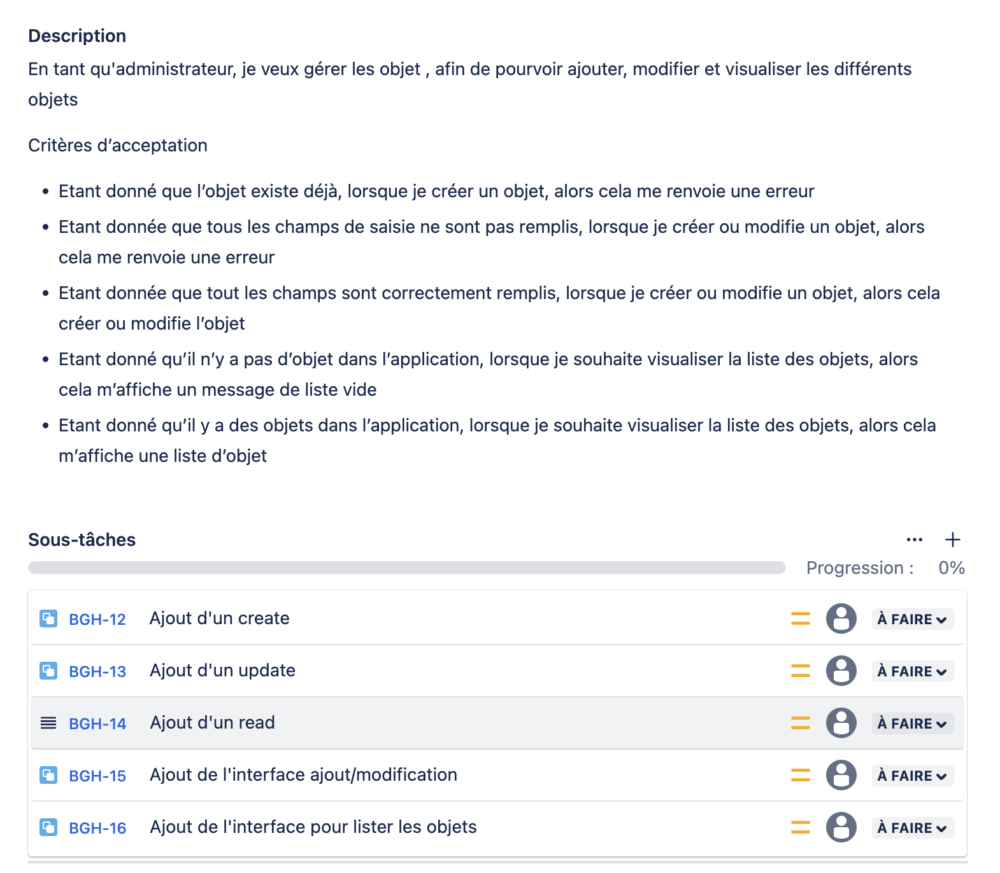 Description
En tant qu'administrateur, je veux gérer les objet , afin de pourvoir ajouter, modifier et visualiser les différents
objets
Critères d’acceptation
• Etant donné que l’objet existe déjà, lorsque je créer un objet, alors cela me renvoie une erreur
• Etant donnée que tous les champs de saisie ne sont pas remplis, lorsque je créer ou modifie un objet, alors
cela me renvoie une erreur
• Etant donnée que tout les champs sont correctement remplis, lorsque je créer ou modifie un objet, alors cela
créer ou modifie l’objet
• Etant donné qu’il n’y a pas d’objet dans l’application, lorsque je souhaite visualiser la liste des objets, alors
cela m’affiche un message de liste vide
• Etant donné qu’il y a des objets dans l’application, lorsque je souhaite visualiser la liste des objets, alors cela
m’affiche une liste d’objet
Sous-tâches
Progression : 0%
BGH-12 Ajout d'un create À FAIRE
BGH-13 Ajout d'un update À FAIRE
BGH-14 Ajout d'un read À FAIRE
BGH-15 Ajout de l'interface ajout/modification À FAIRE
BGH-16 Ajout de l'interface pour lister les objets À FAIRE